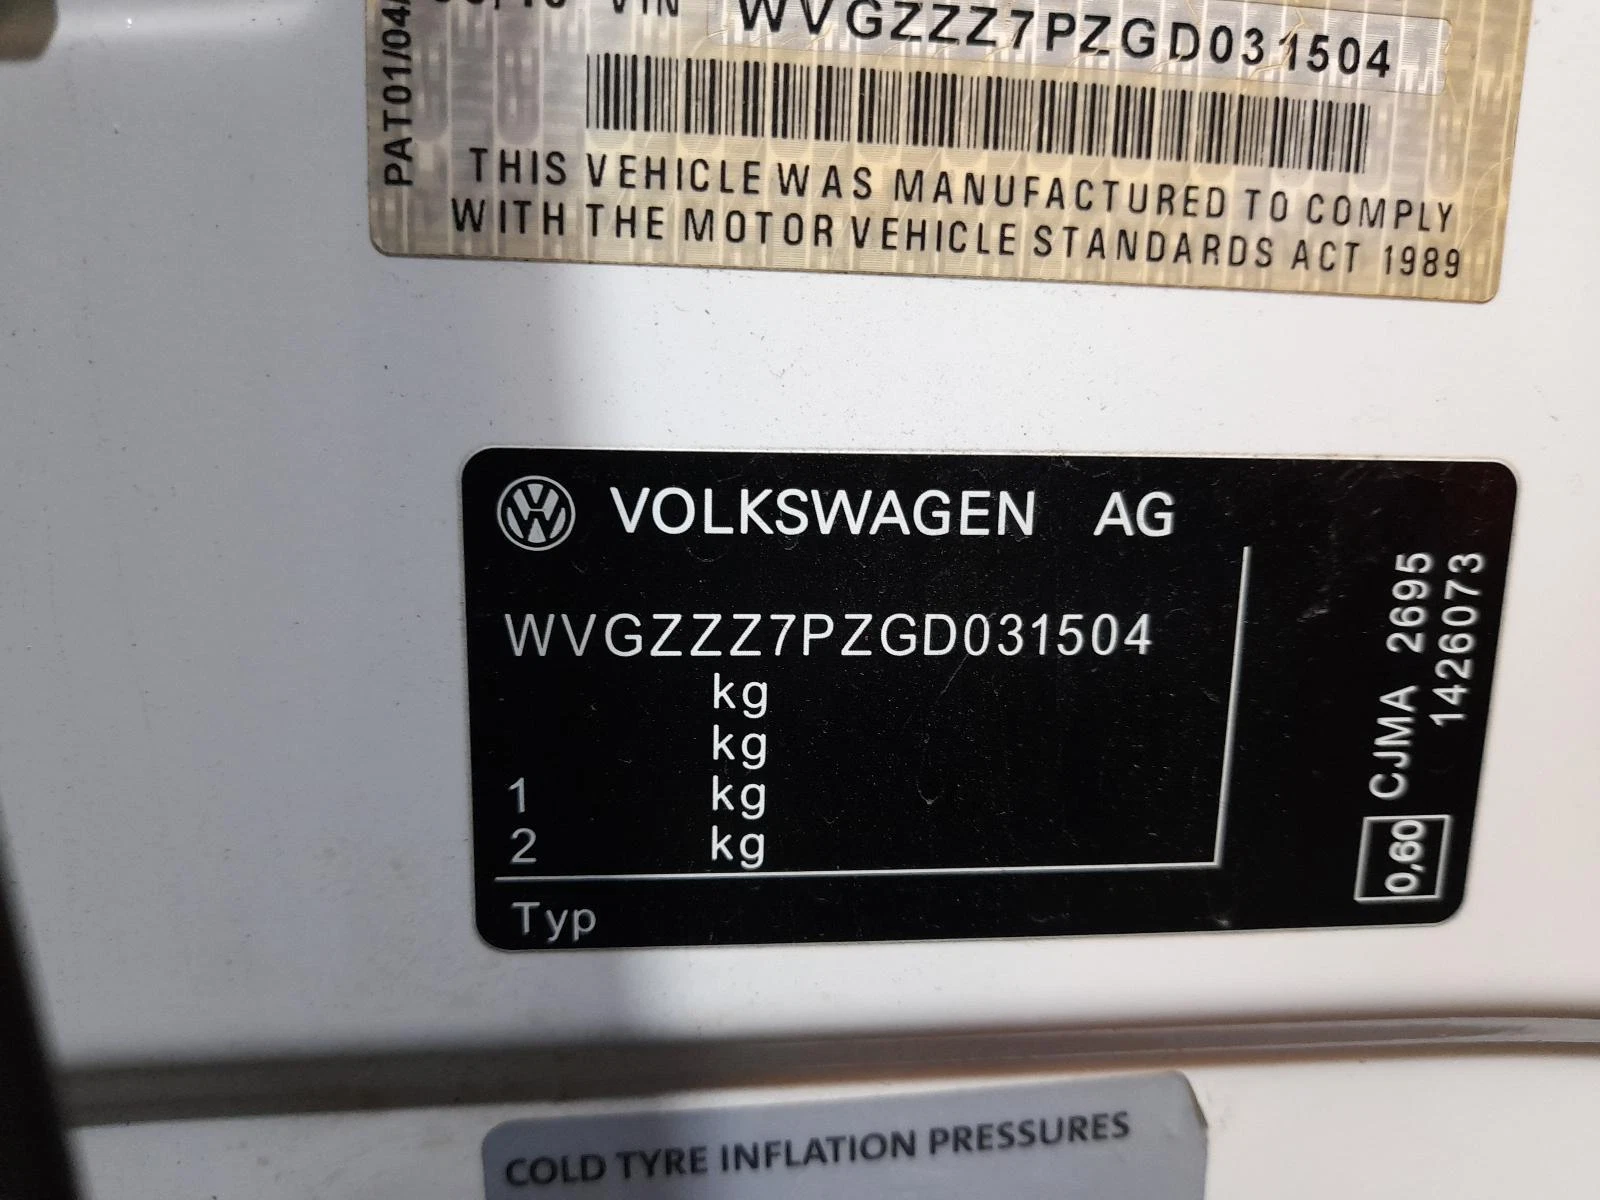 VIN WVGZZZ7PZGD031504
PAT01/04
THIS VEHICLE WAS MANUFACTURED TO COMPLY
WITH THE MOTOR VEHICLE STANDARDS ACT 1989
VOLKSWAGEN AG
WVGZZZ7PZGD031504
kg
kg
1 kg
2 kg
Typ
0,60 CJMA 2695
1426073
COLD TYRE INFLATION PRESSURES